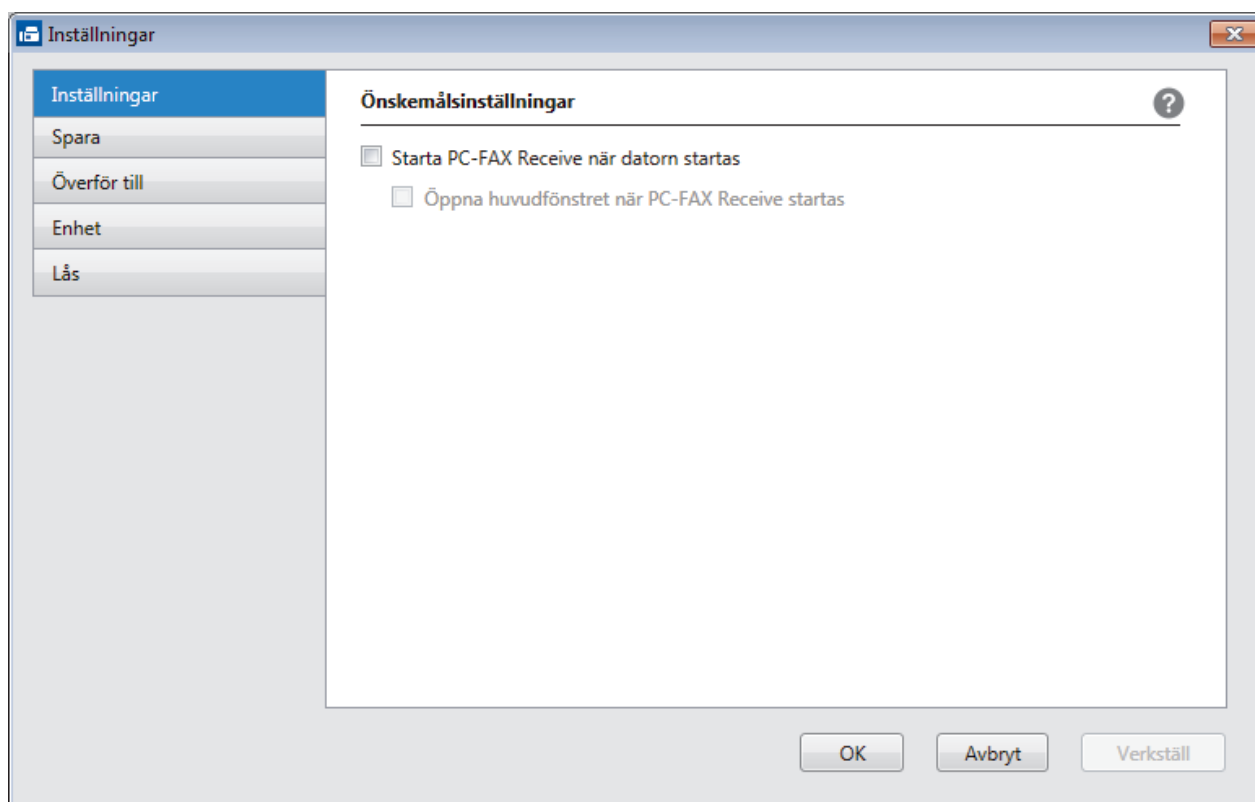 Inställningar
Inställningar
Spara
Överför till
Enhet
Lås
Önskemålsinställningar
?
Starta PC-FAX Receive när datorn startas
Öppna huvudfönstret när PC-FAX Receive startas
OK
Avbryt
Verkställ